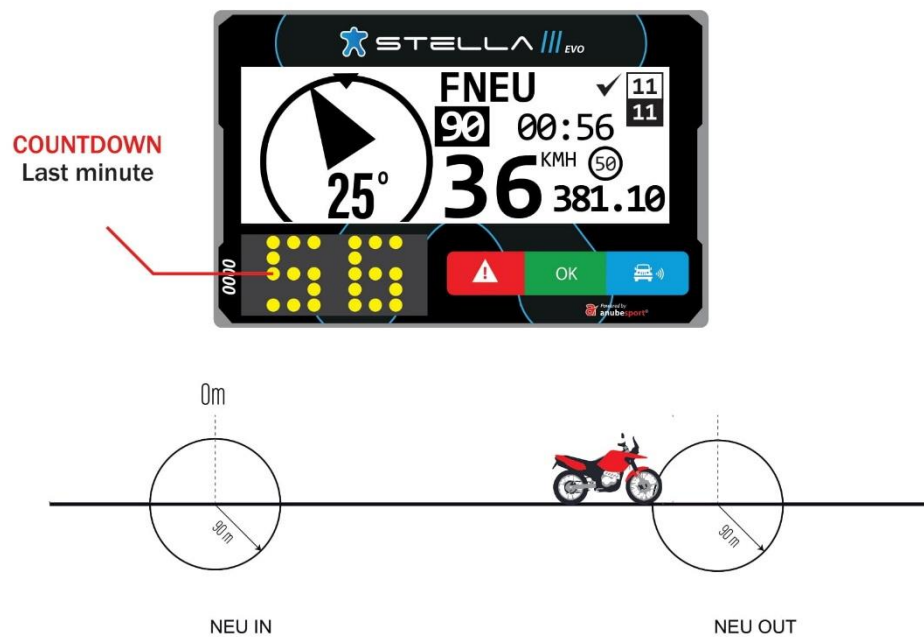 STELLA III EVO
FNEU 11
90 00:56 11
36 KMH 50
25° 381.10
COUNTDOWN
Last minute
0000
56
OK
Powered by
anubesport®
0m
90 m
90 m
NEU IN
NEU OUT